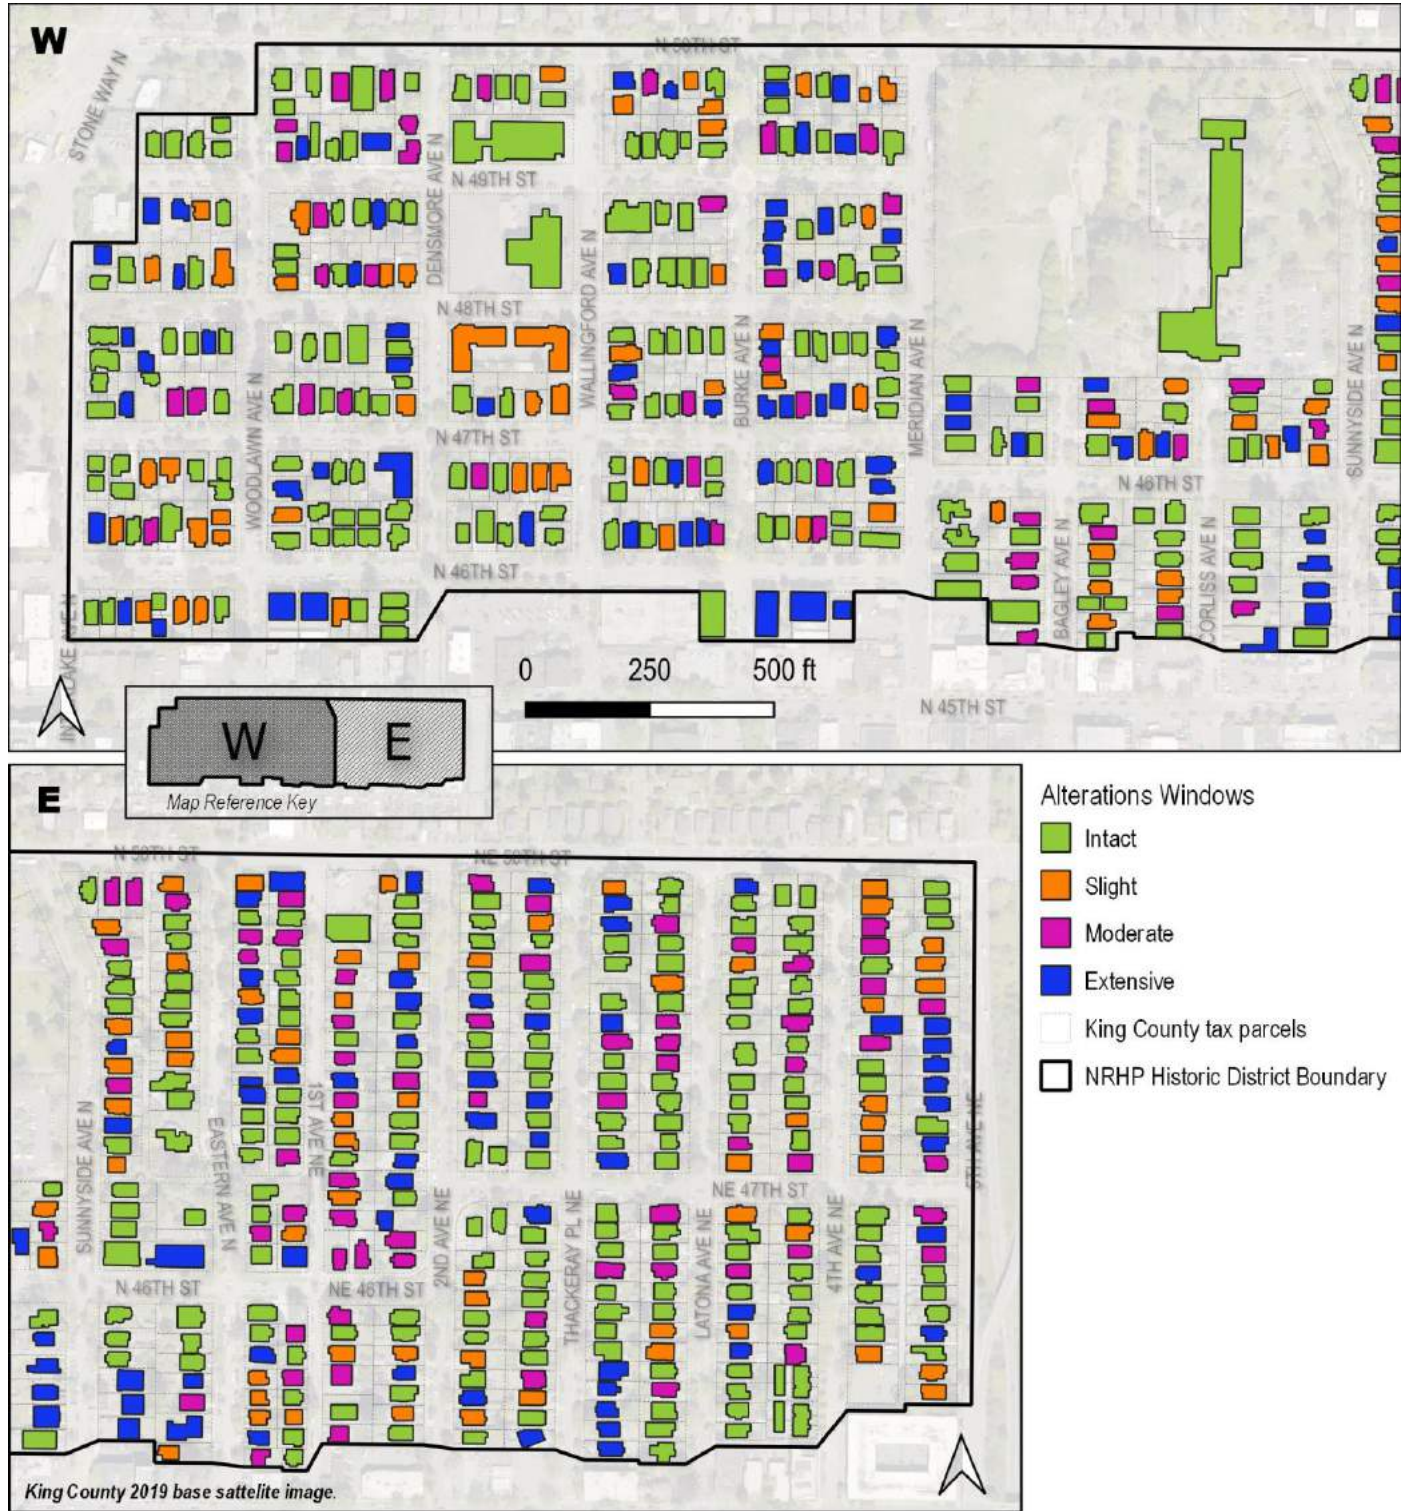 W
N 50TH ST
STONE WAY N
DENSMORE AVE N
N 49TH ST
WALLINGFORD AVE N
N 48TH ST
BURKE AVE N
MERIDIAN AVE N
SUNNYSIDE AVE N
WOODLAWN AVE N
N 47TH ST
N 46TH ST
N 46TH ST
BAGLEY AVE N
CORLISS AVE N
0 250 500 ft
N 45TH ST
W E
Map Reference Key
E
N 50TH ST
NE 50TH ST
SUNNYSIDE AVE N
EASTERN AVE N
1ST AVE NE
2ND AVE NE
THACKERAY PL NE
LATONA AVE NE
NE 47TH ST
4TH AVE NE
5TH AVE NE
N 46TH ST
NE 46TH ST
King County 2019 base sattelite image.
Alterations Windows
Intact
Slight
Moderate
Extensive
King County tax parcels
NRHP Historic District Boundary